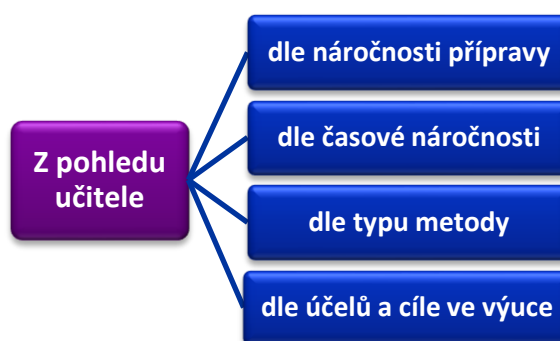 Z pohledu
učitele
dle náročnosti přípravy
dle časové náročnosti
dle typu metody
dle účelů a cíle ve výuce